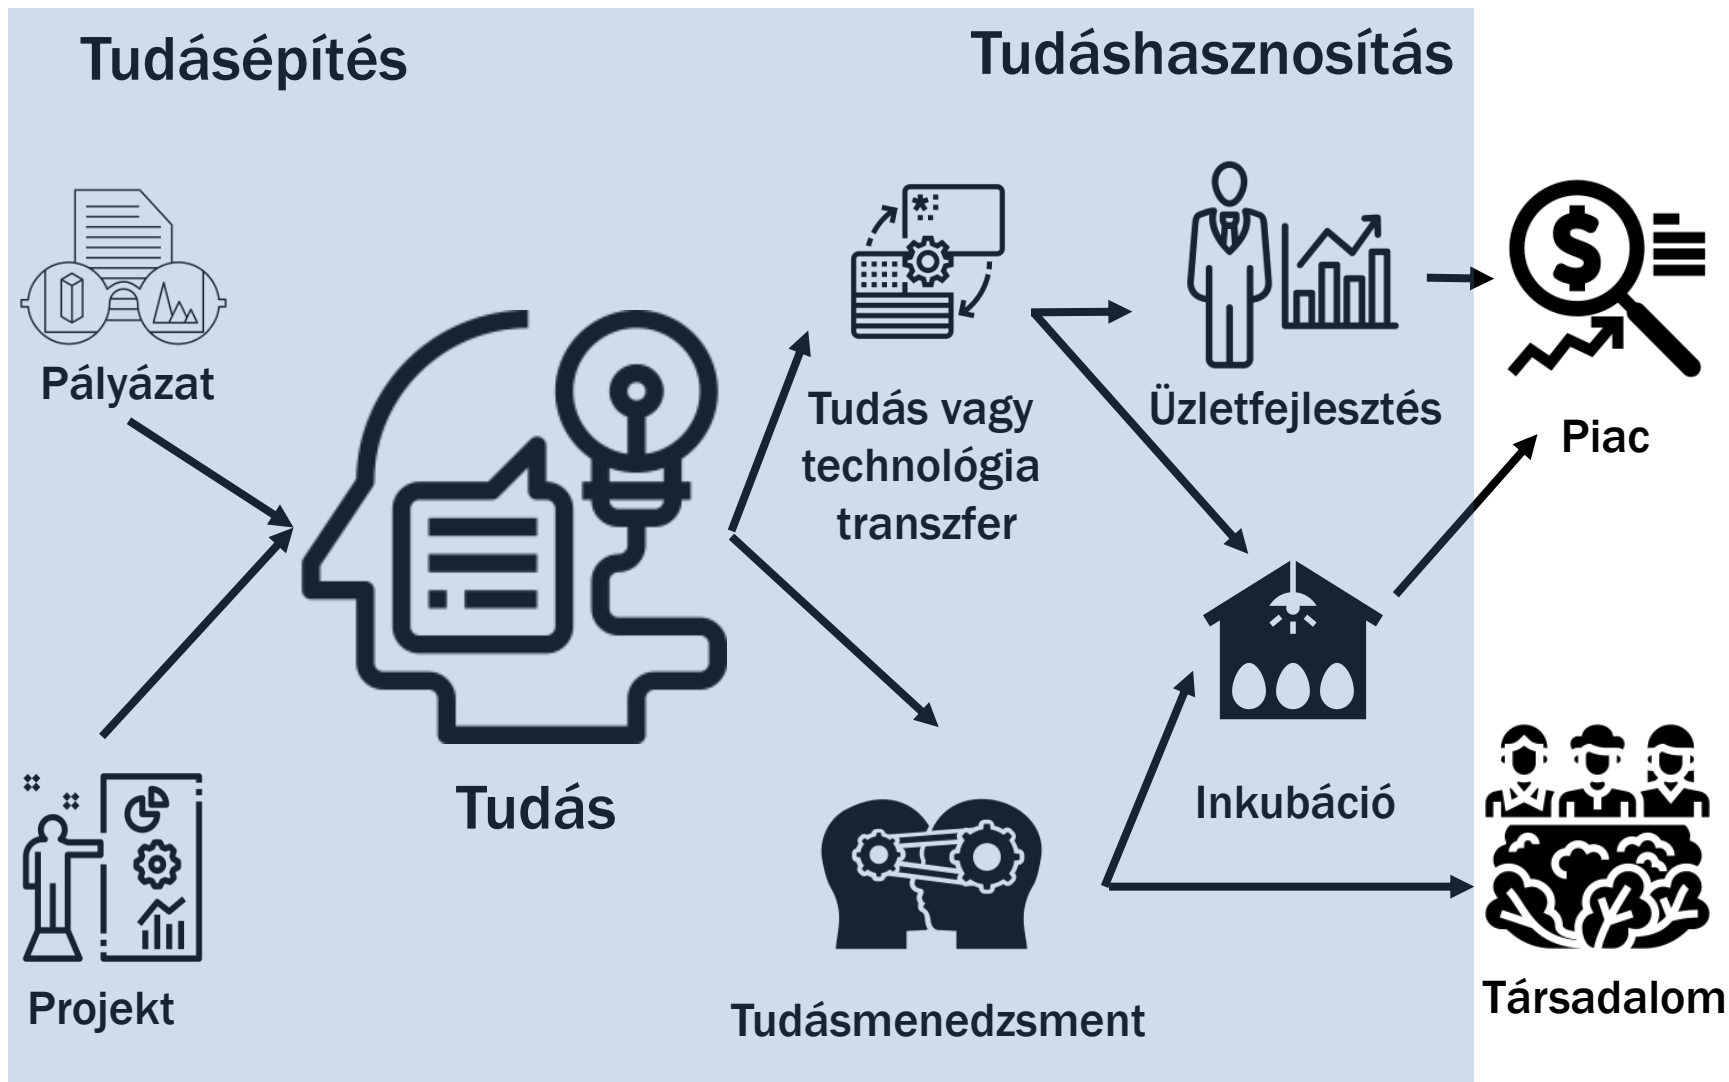 Tudásépítés
Tudáshasznosítás
Pályázat
Tudás vagy
technológia
transzfer
Üzletfejlesztés
Piac
Tudás
Inkubáció
Projekt
Tudásmenedzsment
Társadalom